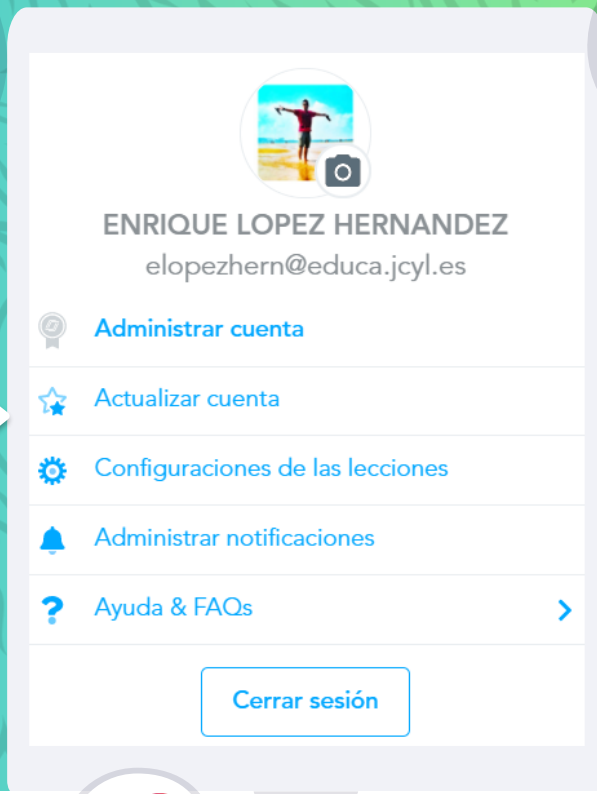 ENRIQUE LOPEZ HERNANDEZ
elopezhern@educa.jcyl.es
Administrar cuenta
Actualizar cuenta
Configuraciones de las lecciones
Administrar notificaciones
Ayuda & FAQs
Cerrar sesión